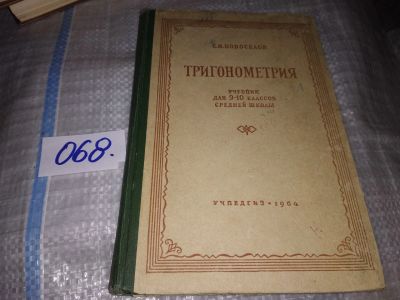 С.И. НОВОСЕЛОВ
ТРИГОНОМЕТРИЯ
УЧЕБНИК
ДЛЯ 9-10 КЛАССОВ
СРЕДНЕЙ ШКОЛЫ
УЧПЕДГИЗ • 1964
068.